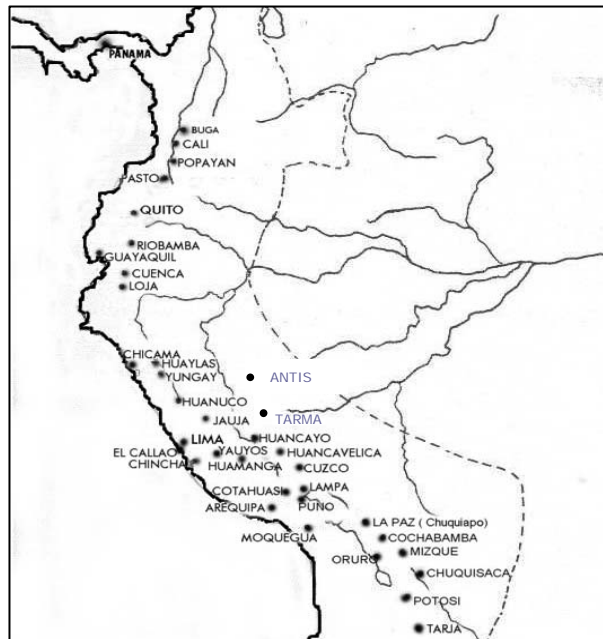 PANAMA
BUGA
CALI
POPAYAN
PASTO
QUITO
RIOBAMBA
GUAYAQUIL
CUENCA
LOJA
CHICAMA
HUAYLAS
YUNGAY
ANTIS
HUANUCO
TARMA
JAUJA
LIMA
HUANCAYO
EL CALLAO
YAUYOS
HUANCAVELICA
CHINCHA
HUAMANGA
CUZCO
COTAHUASI
LAMPA
PUNO
AREQUIPA
LA PAZ ( Chuquiapo)
MOQUEGUA
COCHABAMBA
MIZQUE
ORURO
CHUQUISACA
POTOSI
TARJA